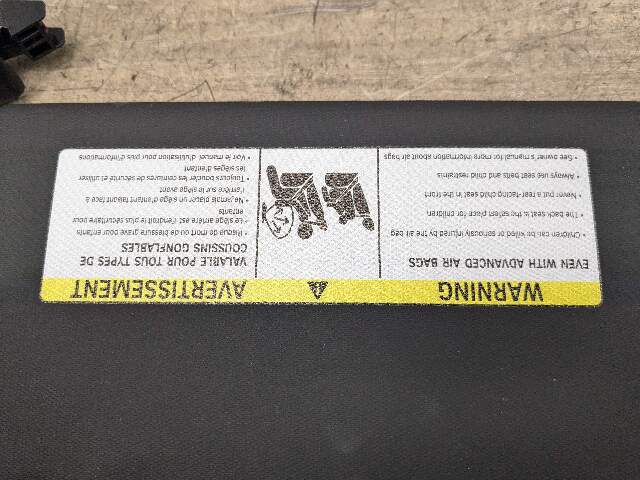 WARNING
EVEN WITH ADVANCED AIR BAGS
• Children can be killed or seriously injured by the air bag
• The back seat is the safest place for children
• Never put a rear-facing child seat in the front
• Always use seat belts and child restraints
• See owner's manual for more information about air bags
AVERTISSEMENT
VALABLE POUR TOUS TYPES DE
COUSSINS GONFLABLES
• Risque de mort ou de blessure grave pour enfants
• Le siège arrière est l'endroit le plus sécuritaire pour
enfants
• Ne jamais placer un siège d'enfant faisant face à
l'arrière sur le siège avant
• Toujours boucler les ceintures de sécurité et utiliser
les sièges d'enfant
• Voir le manuel d'utilisation pour plus d'informations